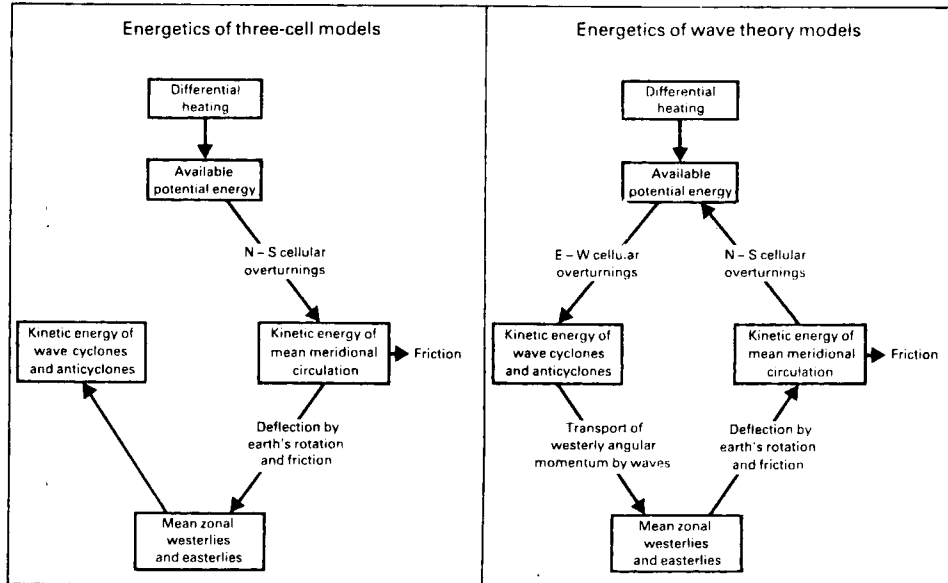 Energetics of three-cell models
Differential
heating
Available
potential energy
N – S cellular
overturnings
Kinetic energy of
wave cyclones
and anticyclones
Kinetic energy of
mean meridional
circulation
Friction
Deflection by
earth's rotation
and friction
Mean zonal
westerlies
and easterlies
Energetics of wave theory models
Differential
heating
Available
potential energy
E – W cellular
overturnings
N – S cellular
overturnings
Kinetic energy of
wave cyclones
and anticyclones
Kinetic energy of
mean meridional
circulation
Friction
Transport of
westerly angular
momentum by waves
Deflection by
earth's rotation
and friction
Mean zonal
westerlies
and easterlies